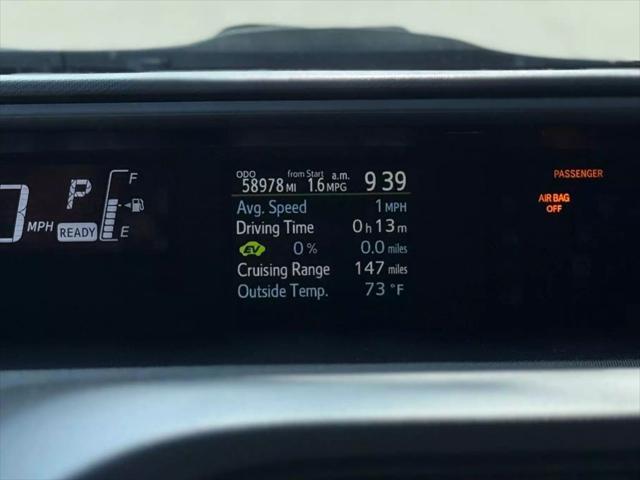 MPH
P
READY
F
E
ODO from Start a.m.
58978 MI 1.6 MPG 9 39
Avg. Speed 1 MPH
Driving Time 0 h 13 m
EV 0 % 0.0 miles
Cruising Range 147 miles
Outside Temp. 73 °F
PASSENGER
AIR BAG
OFF